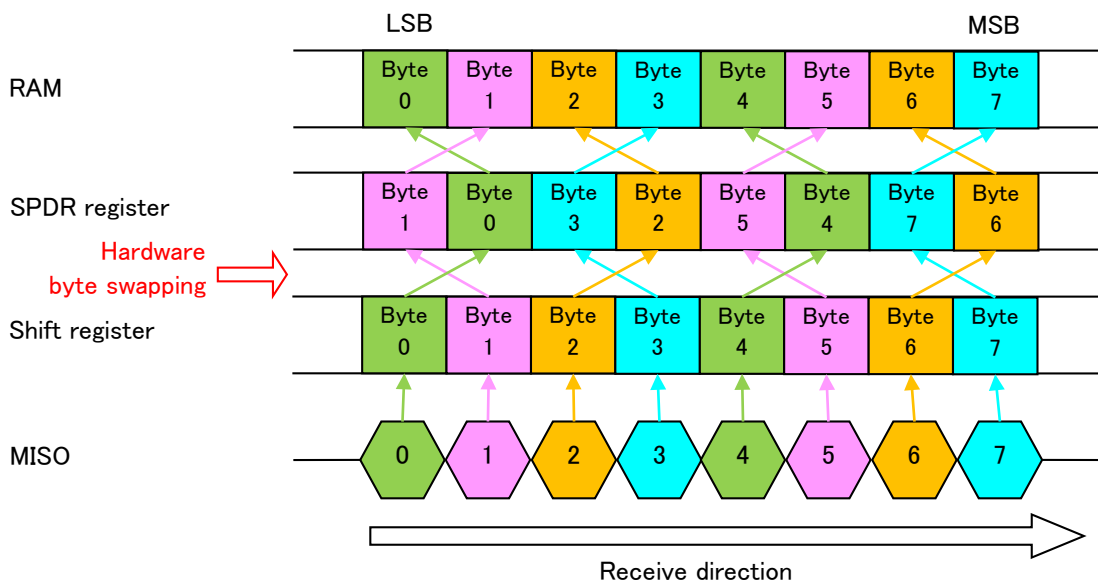 LSB MSB
RAM
Byte Byte Byte Byte Byte Byte Byte Byte
0 1 2 3 4 5 6 7
SPDR register
Byte Byte Byte Byte Byte Byte Byte Byte
1 0 3 2 5 4 7 6
Hardware
byte swapping
Shift register
Byte Byte Byte Byte Byte Byte Byte Byte
0 1 2 3 4 5 6 7
MISO
0 1 2 3 4 5 6 7
Receive direction